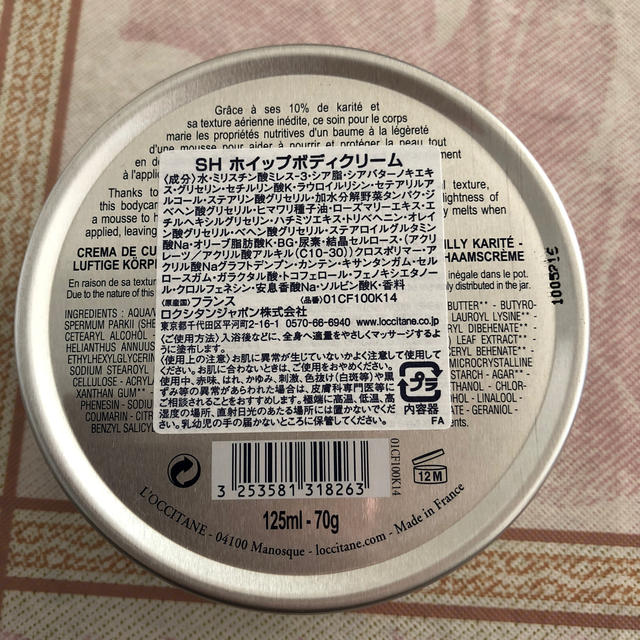 Grâce à ses 10% de karité et
sa texture aérienne inédite, ce soin pour le corps
marie les propriétés nutritives d'un baume à la légèreté
d'une mousse pour aider à nourrir et protéger la peau tout
en de
à l'appli
Thanks to
texture,
this bodycar
lightness of
a mousse to h
ly melts when
applied, leaving
CREMA DE CU
ILLY KARITÉ -
LUFTIGE KÖRP
HAAMSCRÈME
En raison de sa textu
inégale dans le pot.
Due to the nature of this
ly distributed in the jar.
INGREDIENTS : AQUA/W
BUTTER** - BUTYRO-
SPERMUM PARKII (SHE
LAUROYL LYSINE** -
CETEARYL ALCOHOL -
RYL DIBEHENATE -
HELIANTHUS ANNUUS
) LEAF EXTRACT -
ETHYLHEXYLGLYCERIN
CERYL BEHENATE -
SODIUM STEAROYL
MICROCRYSTALLINE
CELLULOSE - ACRYLA
STARCH - AGAR** -
XANTHAN GUM** -
ETHANOL - CHLOR-
PHENESIN - SODIUM
LINALOOL -
COUMARIN - CITR
GERANIOL -
BENZYL SALICYL
ents.
SH ホイップボディクリーム
〈成分〉水・ミリスチン酸ミレス-3・シア脂・シアバターノキエキ
ス・グリセリン・セチルリン酸K・ラウロイルリシン・セテアリルア
ルコール・ステアリン酸グリセリル・加水分解野菜タンパク・ジ
ベヘン酸グリセリル・ヒマワリ種子油・ローズマリーエキス・エ
チルヘキシルグリセリン・ハチミツエキス・トリベヘニン・オレイ
ン酸グリセリル・ベヘン酸グリセリル・ステアロイルグルタミン
酸Na・オリーブ脂肪酸K・BG・尿素・結晶セルロース・(アクリ
レーツ/アクリル酸アルキル(C10-30))クロスポリマー・ア
クリル酸Naグラフトデンプン・カンテン・キサンタンガム・セル
ロースガム・ガラクタル酸・トコフェロール・フェノキシエタノー
ル・クロルフェネシン・安息香酸Na・ソルビン酸K・香料
〈原産国〉フランス 〈品番〉01CF100K14
ロクシタンジャポン株式会社
東京都千代田区平河町2-16-1 0570-66-6940 www.loccitane.co.jp
〈ご使用方法〉入浴後などに、全身へ適量をやさしくマッサージするよ
うに塗布します。
〈使用上の注意〉お肌に異常が生じていないかよく注意して使用して
ください。お肌に合わないときは、ご使用をおやめください。
使用中、赤味、はれ、かゆみ、刺激、色抜け(白斑等)や黒
ずみ等の異常があらわれた場合は、皮膚科専門医等に
ご相談されることをおすすめします。極端に高温、低温、高
湿度の場所、直射日光のあたる場所には置かないでくだ
さい。乳幼児の手の届かないところに保管してください。
プラ
内容器
FA
1005P13
3 253581 318263
01CF100K14
12 M
125ml - 70g
L'OCCITANE - 04100 Manosque - loccitane.com - Made in France